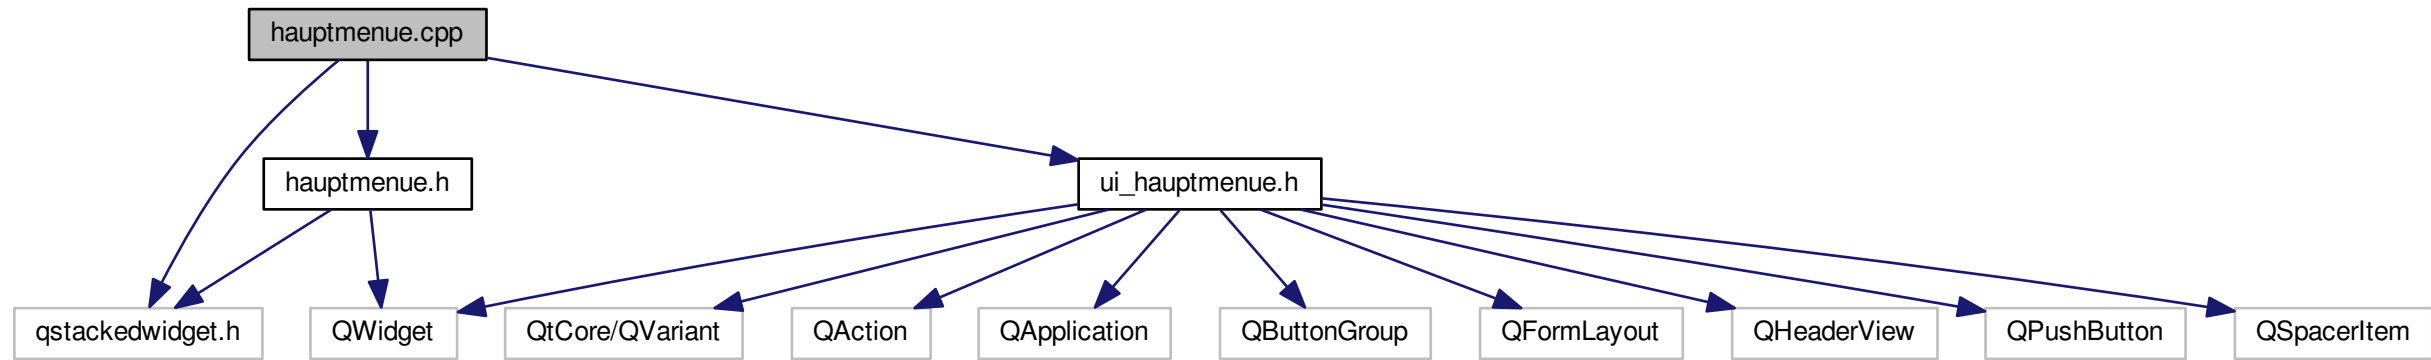 hauptmenue.cpp
hauptmenue.h
ui_hauptmenue.h
qstackedwidget.h
QWidget
QtCore/QVariant
QAction
QApplication
QButtonGroup
QFormLayout
QHeaderView
QPushButton
QSpacerItem